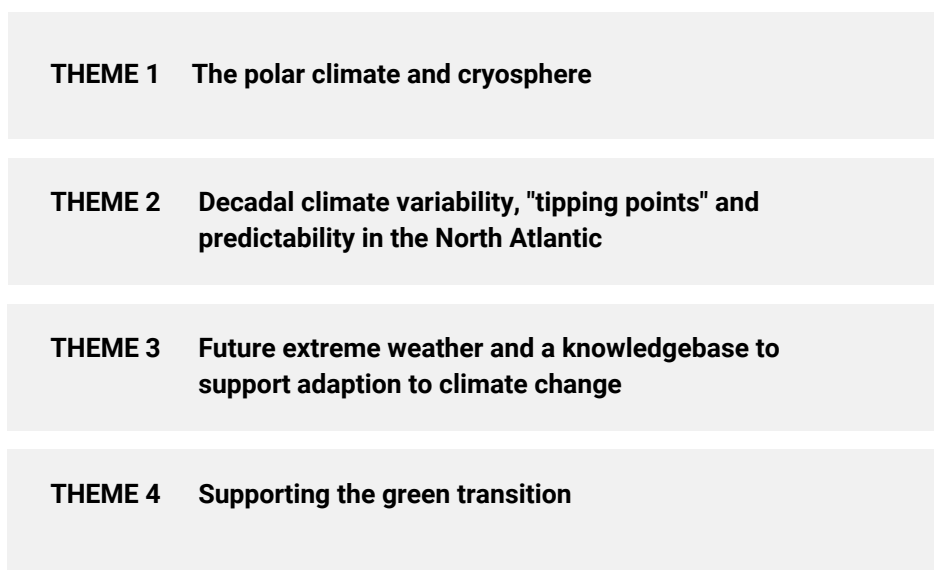 THEME 1 The polar climate and cryosphere
THEME 2 Decadal climate variability, "tipping points" and
predictability in the North Atlantic
THEME 3 Future extreme weather and a knowledgebase to
support adaption to climate change
THEME 4 Supporting the green transition